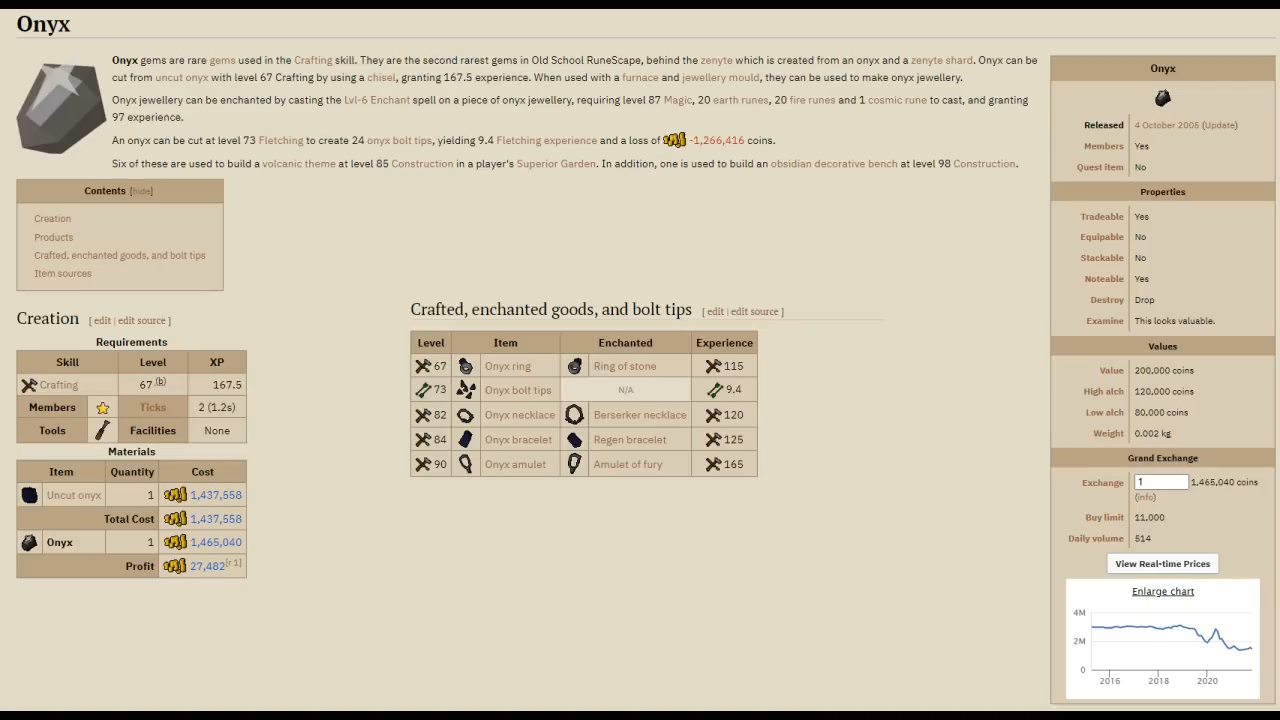 Onyx
Onyx gems are rare gems used in the Crafting skill. They are the second rarest gems in Old School RuneScape, behind the zenyte which is created from an onyx and a zenyte shard. Onyx can be
cut from uncut onyx with level 67 Crafting by using a chisel, granting 167.5 experience. When used with a furnace and jewellery mould, they can be used to make onyx jewellery.
Onyx jewellery can be enchanted by casting the Lvl-6 Enchant spell on a piece of onyx jewellery, requiring level 87 Magic, 20 earth runes, 20 fire runes and 1 cosmic rune to cast, and granting
97 experience.
An onyx can be cut at level 73 Fletching to create 24 onyx bolt tips, yielding 9.4 Fletching experience and a loss of -1,266,416 coins.
Six of these are used to build a volcanic theme at level 85 Construction in a player's Superior Garden. In addition, one is used to build an obsidian decorative bench at level 98 Construction.
Contents [hide]
Creation
Products
Crafted, enchanted goods, and bolt tips
Item sources
Creation [ edit | edit source ]
Requirements
Skill Level XP
Crafting 67 (b) 167.5
Members Ticks 2 (1.2s)
Tools Facilities None
Materials
Item Quantity Cost
Uncut onyx 1 1,437,558
Total Cost 1,437,558
Onyx 1 1,465,040
Profit 27,482[r 1]
Crafted, enchanted goods, and bolt tips [ edit | edit source ]
Level Item Enchanted Experience
67 Onyx ring Ring of stone 115
73 Onyx bolt tips N/A 9.4
82 Onyx necklace Berserker necklace 120
84 Onyx bracelet Regen bracelet 125
90 Onyx amulet Amulet of fury 165
Onyx
Released 4 October 2005 (Update)
Members Yes
Quest item No
Properties
Tradeable Yes
Equipable No
Stackable No
Noteable Yes
Destroy Drop
Examine This looks valuable.
Values
Value 200,000 coins
High alch 120,000 coins
Low alch 80,000 coins
Weight 0.002 kg
Grand Exchange
Exchange 1 1,465,040 coins
(info)
Buy limit 11,000
Daily volume 514
View Real-time Prices
Enlarge chart
4M
2M
0
2016 2018 2020